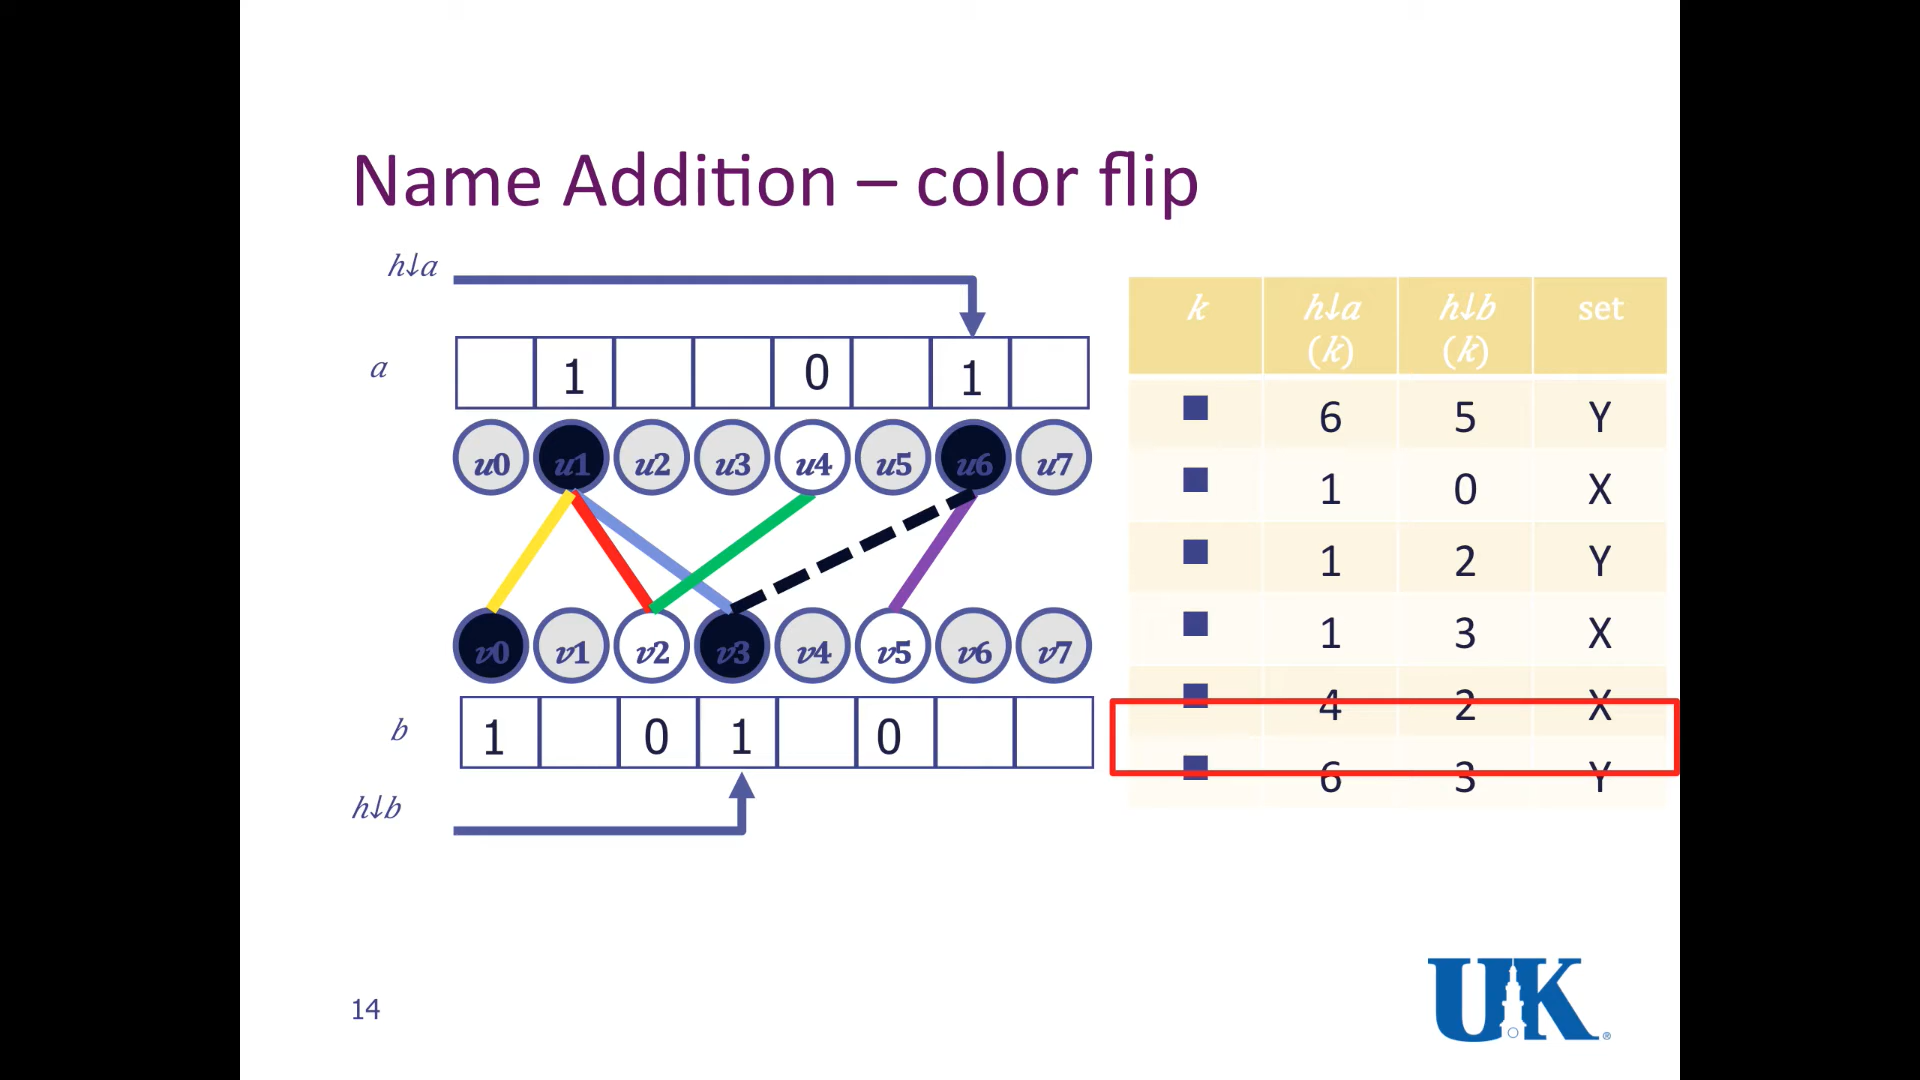 Name Addition – color flip
h↓a
a
1 0 1
u0 u1 u2 u3 u4 u5 u6 u7
v0 v1 v2 v3 v4 v5 v6 v7
b
1 0 1 0
h↓b
k h↓a (k) h↓b (k) set
6 5 Y
1 0 X
1 2 Y
1 3 X
4 2 X
6 3 Y
14
UK®